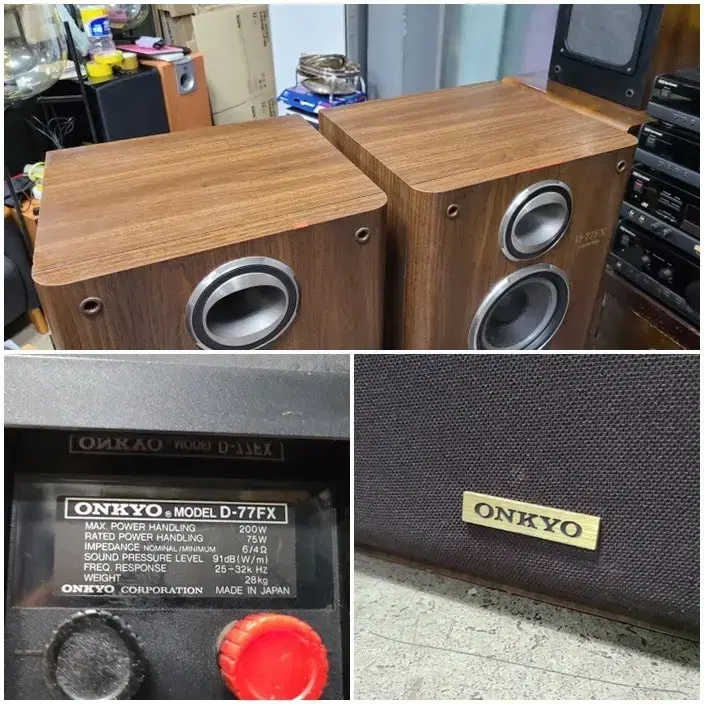 D-77FX
ONKYO
ONKYO MODEL D-77FX
ONKYO® MODEL D-77FX
MAX. POWER HANDLING 200W
RATED POWER HANDLING 75W
IMPEDANCE NOMINAL/MINIMUM 6/4Ω
SOUND PRESSURE LEVEL 91dB(W/m)
FREQ. RESPONSE 25-32k Hz
WEIGHT 28kg
ONKYO CORPORATION MADE IN JAPAN
ONKYO